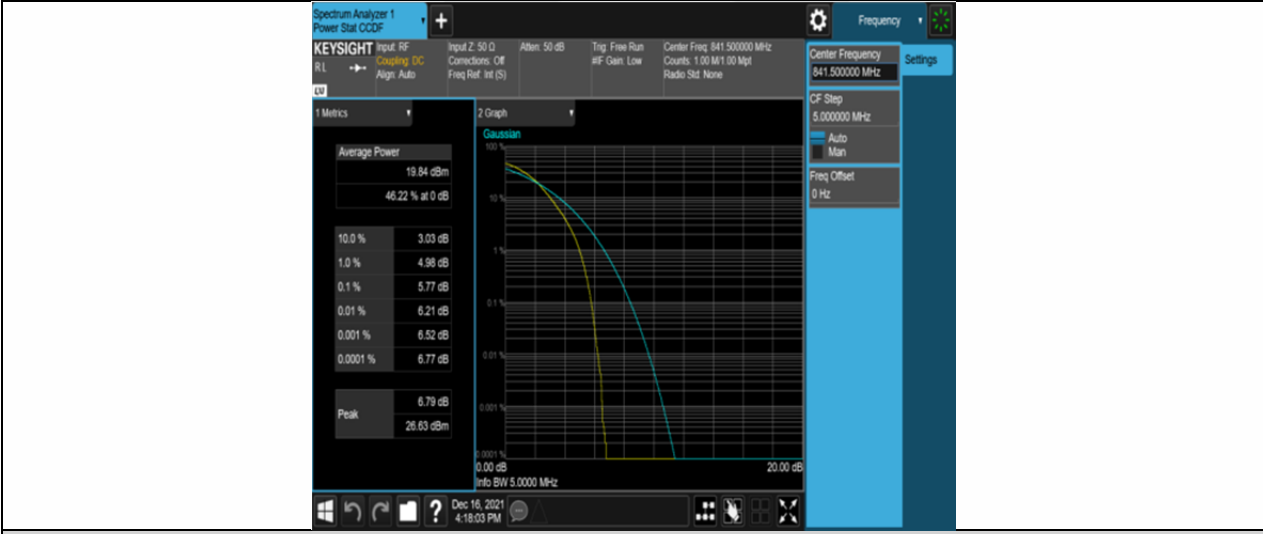 Spectrum Analyzer 1
Power Stat CCDF
+
Frequency
KEYSIGHT
RL
LV
Input: RF
Coupling: DC
Align: Auto
Input Z: 50 Ω
Corrections: Off
Freq Ref: Int (S)
Atten: 50 dB
Trig: Free Run
#IF Gain: Low
Center Freq: 841.500000 MHz
Counts: 1.00 M/1.00 Mpt
Radio Std: None
Center Frequency
841.500000 MHz
Settings
CF Step
5.000000 MHz
Auto
Man
Freq Offset
0 Hz
1 Metrics
Average Power
19.84 dBm
46.22 % at 0 dB
10.0 % 3.03 dB
1.0 % 4.98 dB
0.1 % 5.77 dB
0.01 % 6.21 dB
0.001 % 6.52 dB
0.0001 % 6.77 dB
Peak
6.79 dB
26.63 dBm
2 Graph
Gaussian
100 %
10 %
1 %
0.1 %
0.01 %
0.001 %
0.0001 %
0.00 dB 20.00 dB
Info BW 5.0000 MHz
?
Dec 16, 2021
4:18:03 PM